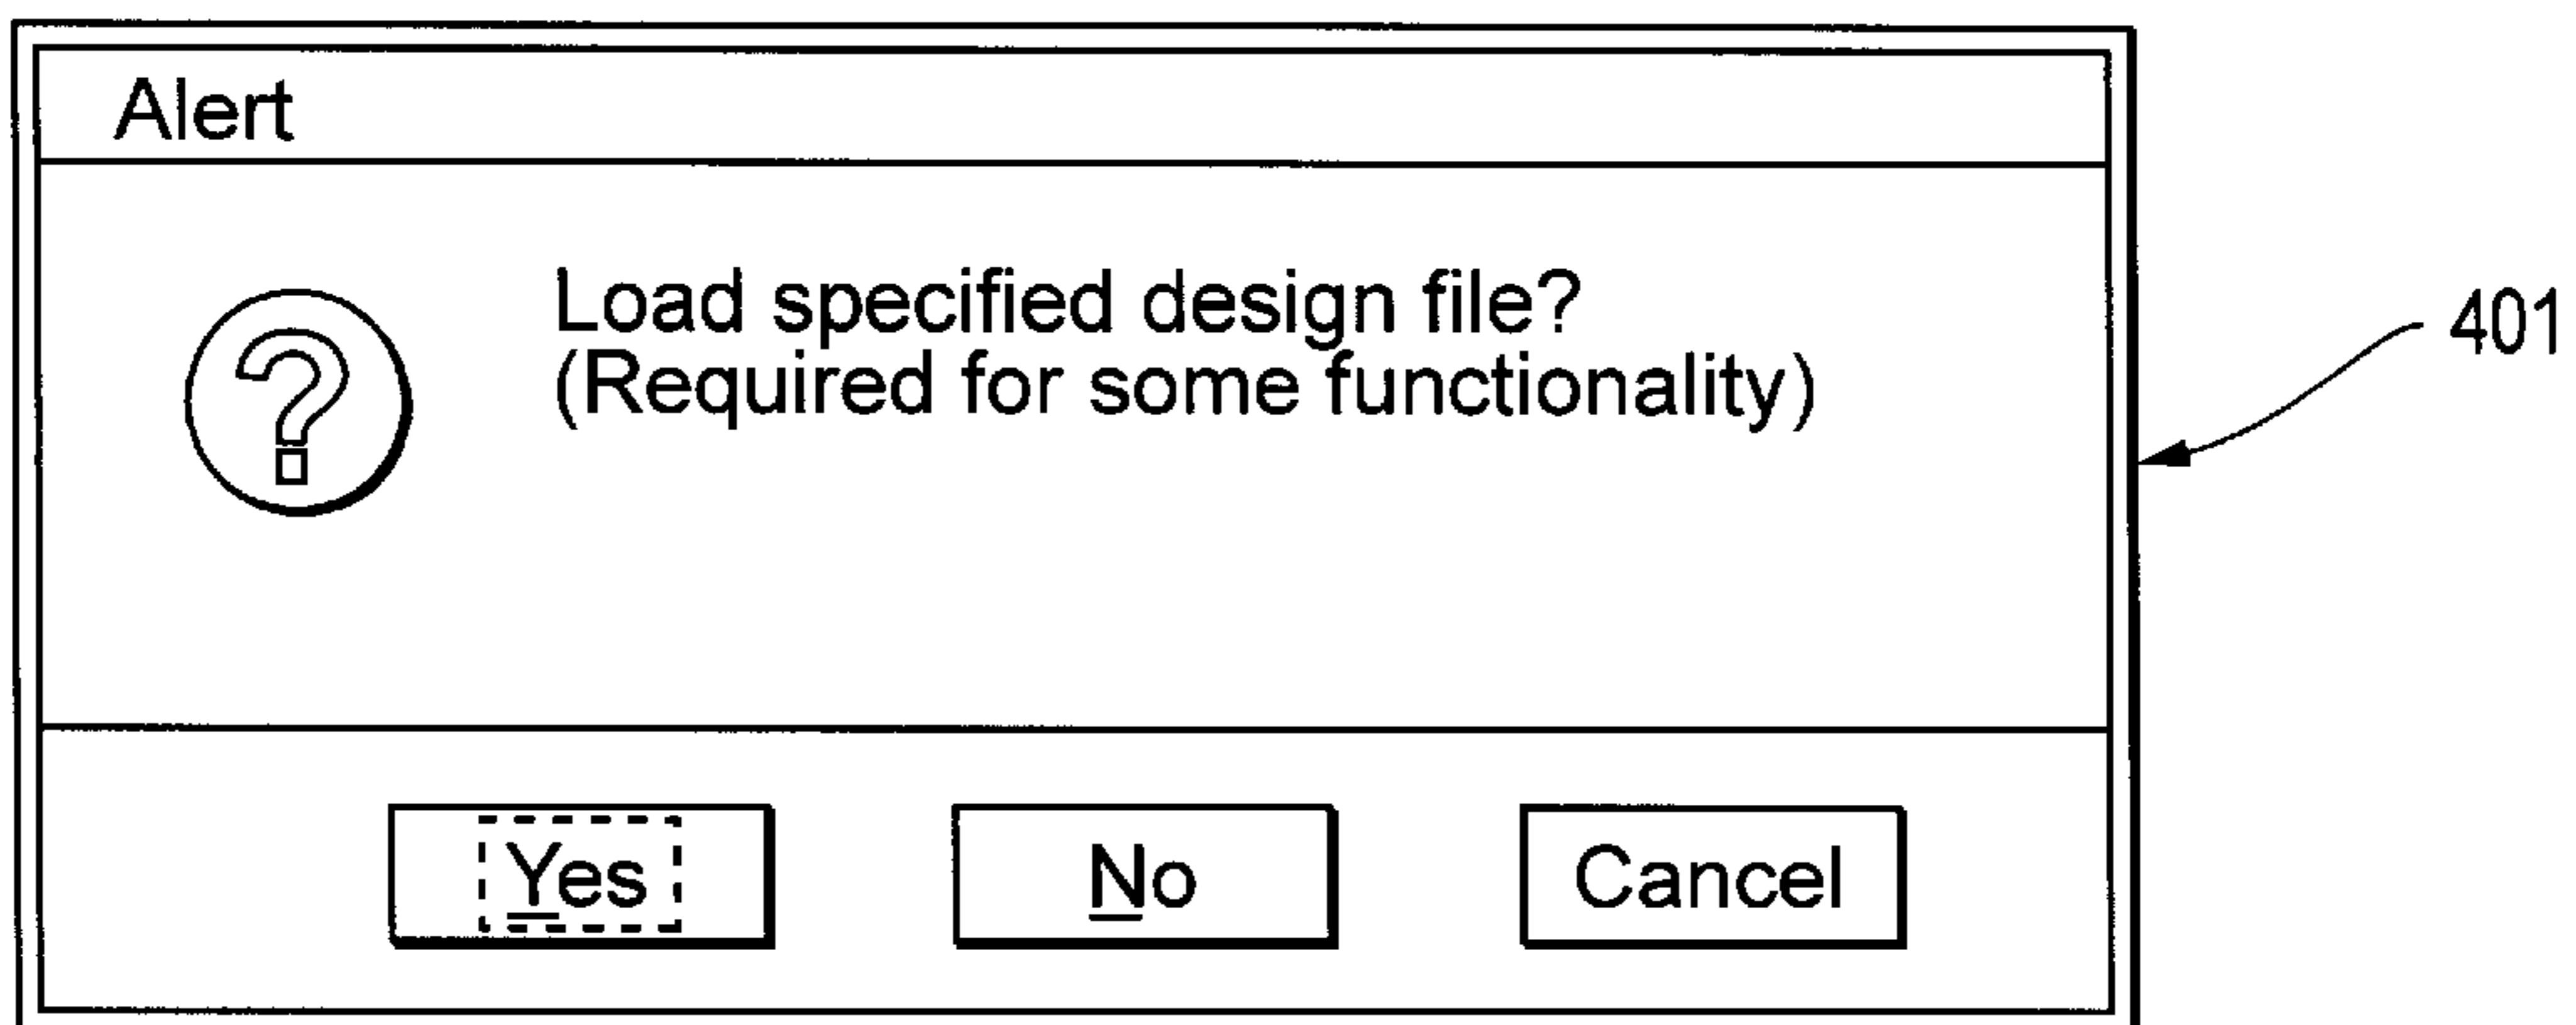 Alert
Load specified design file?
(Required for some functionality)
401
Yes
No
Cancel